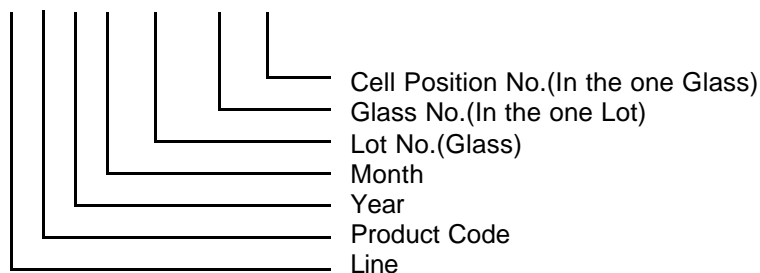 Cell Position No.(In the one Glass)
Glass No.(In the one Lot)
Lot No.(Glass)
Month
Year
Product Code
Line